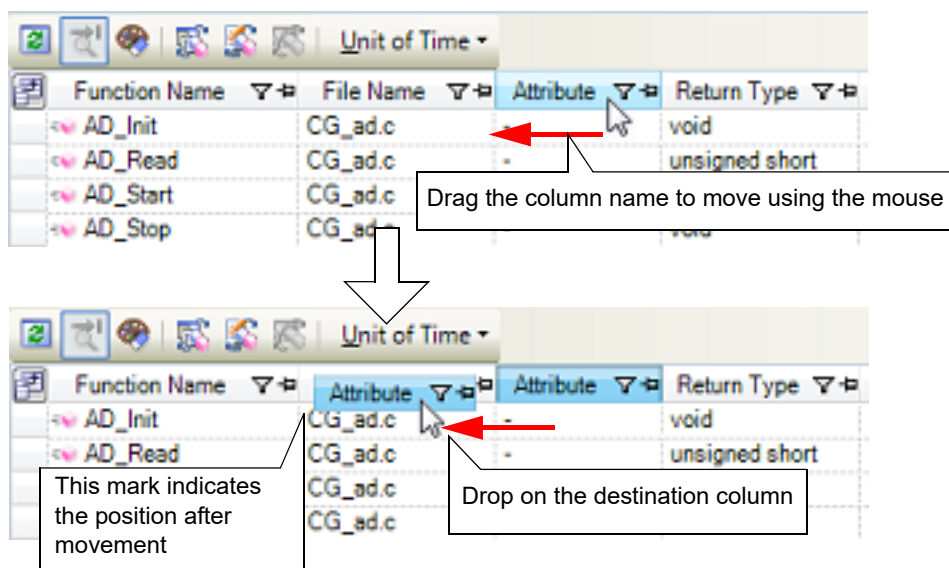 Unit of Time
Function Name File Name Attribute Return Type
AD_Init CG_ad.c - void
AD_Read CG_ad.c - unsigned short
AD_Start CG_ad.c
Drag the column name to move using the mouse
AD_Stop CG_ad.c - void
Unit of Time
Function Name Attribute Attribute Return Type
AD_Init CG_ad.c - void
AD_Read CG_ad.c - unsigned short
This mark indicates
the position after
movement
CG_ad.c
CG_ad.c
Drop on the destination column